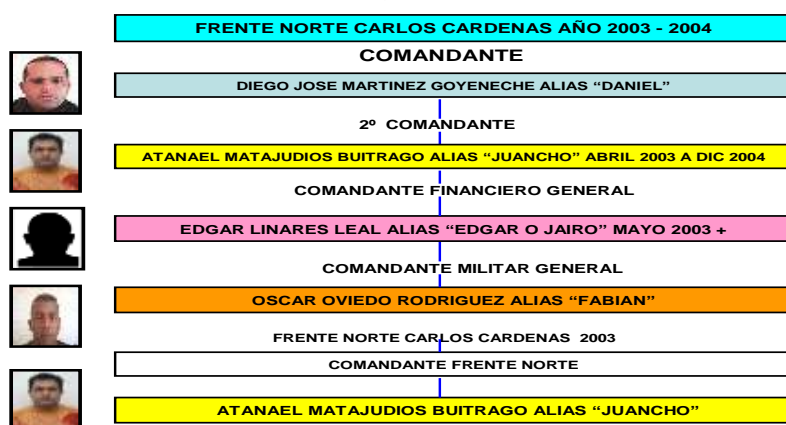 FRENTE NORTE CARLOS CARDENAS AÑO 2003 - 2004
COMANDANTE
DIEGO JOSE MARTINEZ GOYENECHE ALIAS “DANIEL”
2º COMANDANTE
ATANAEL MATAJUDIOS BUITRAGO ALIAS “JUANCHO” ABRIL 2003 A DIC 2004
COMANDANTE FINANCIERO GENERAL
EDGAR LINARES LEAL ALIAS “EDGAR O JAIRO” MAYO 2003 +
COMANDANTE MILITAR GENERAL
OSCAR OVIEDO RODRIGUEZ ALIAS “FABIAN”
FRENTE NORTE CARLOS CARDENAS 2003
COMANDANTE FRENTE NORTE
ATANAEL MATAJUDIOS BUITRAGO ALIAS “JUANCHO”